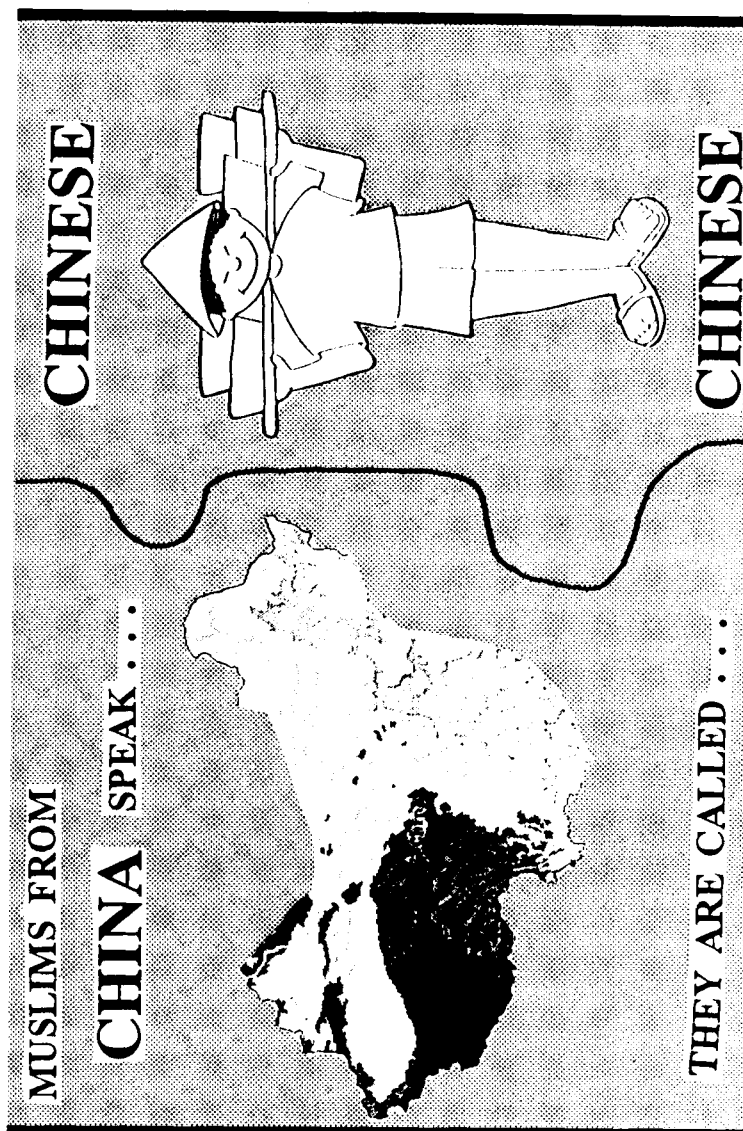 MUSLIMS FROM
CHINA SPEAK . . .
CHINESE
THEY ARE CALLED . . .
CHINESE